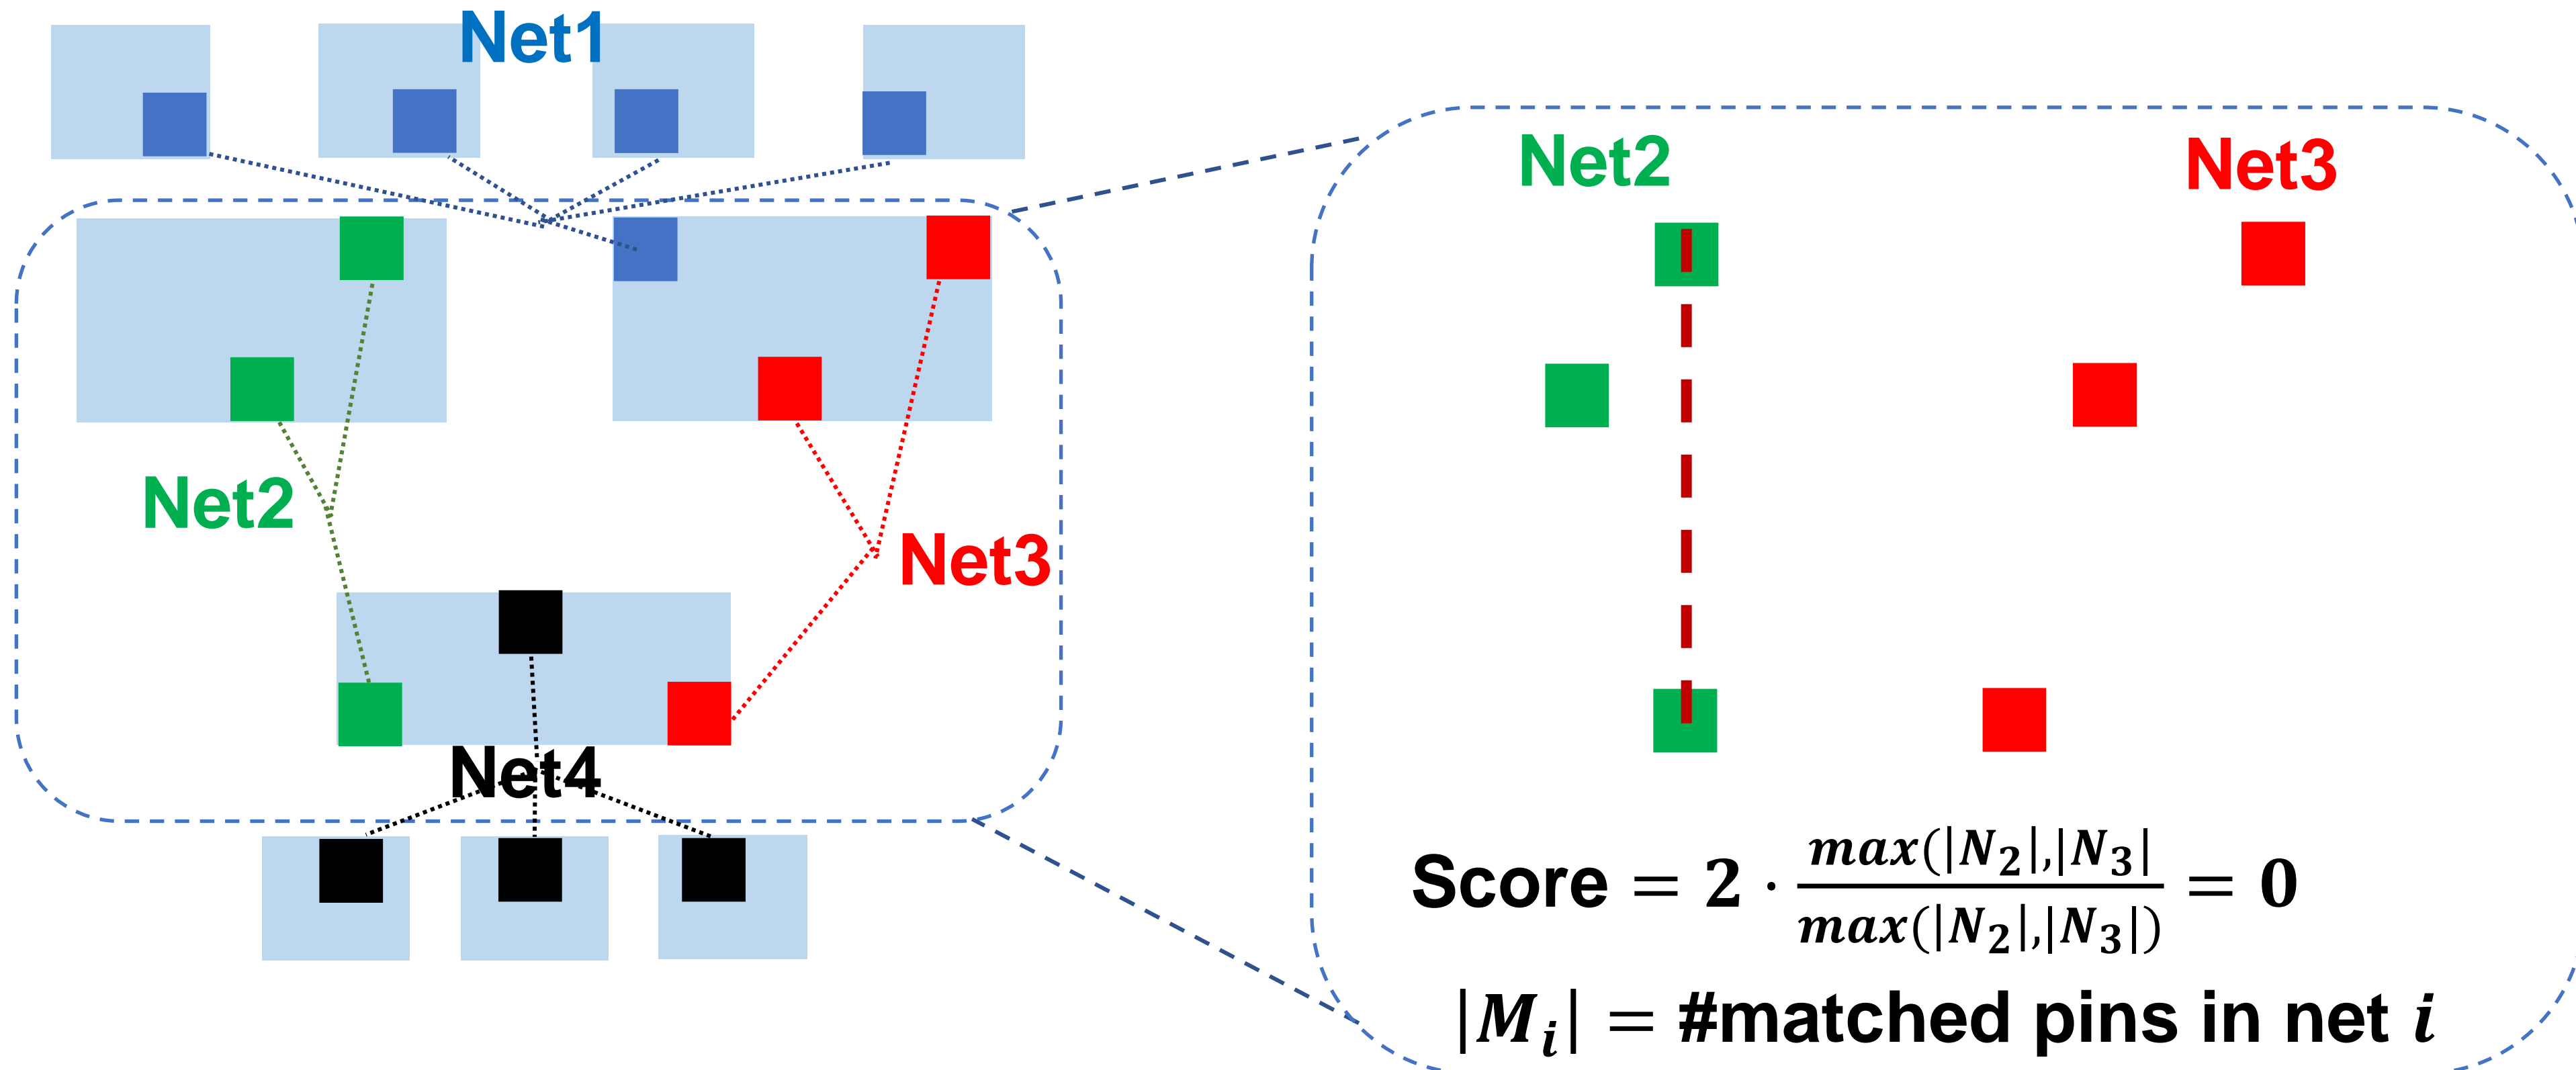 Net1
Net2
Net3
Net4
Net2
Net3
Score = 2 · max(|N₂|,|N₃| / max(|N₂|,|N₃|) = 0
|Mᵢ| = #matched pins in net i